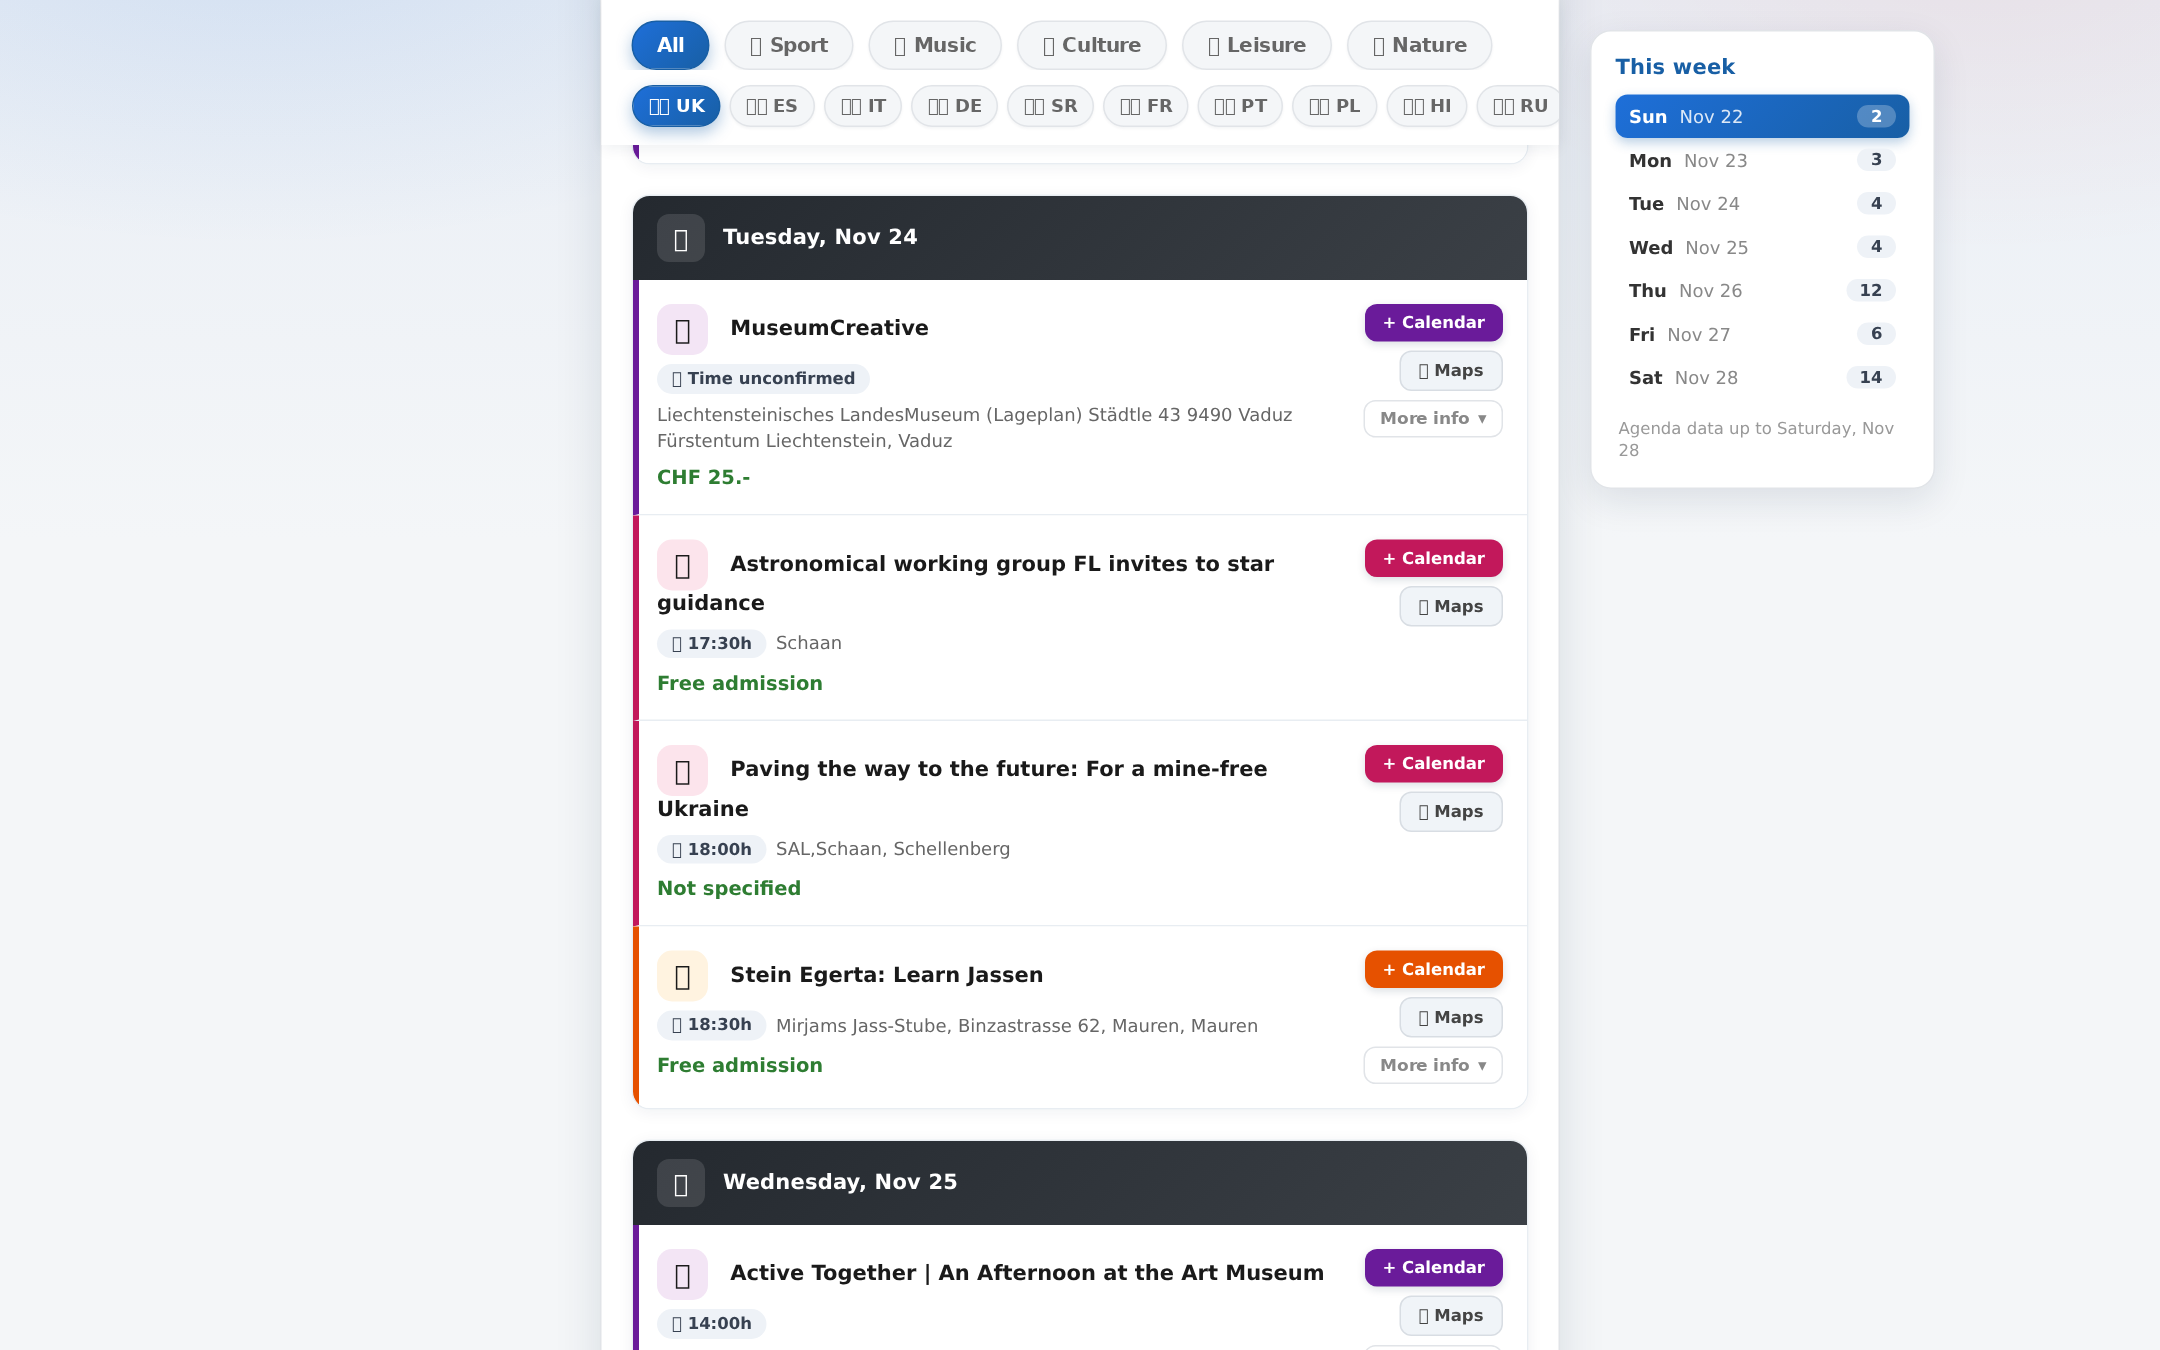 All
Sport
Music
Culture
Leisure
Nature
UK
ES
IT
DE
SR
FR
PT
PL
HI
RU
Tuesday, Nov 24
MuseumCreative
+ Calendar
Time unconfirmed
Maps
Liechtensteinisches LandesMuseum (Lageplan) Städtle 43 9490 Vaduz
Fürstentum Liechtenstein, Vaduz
More info ▾
CHF 25.-
Astronomical working group FL invites to star
guidance
+ Calendar
Maps
17:30h Schaan
Free admission
Paving the way to the future: For a mine-free
Ukraine
+ Calendar
Maps
18:00h SAL,Schaan, Schellenberg
Not specified
Stein Egerta: Learn Jassen
+ Calendar
Maps
18:30h Mirjams Jass-Stube, Binzastrasse 62, Mauren, Mauren
Free admission
More info ▾
Wednesday, Nov 25
Active Together | An Afternoon at the Art Museum
+ Calendar
Maps
14:00h
This week
Sun Nov 22 2
Mon Nov 23 3
Tue Nov 24 4
Wed Nov 25 4
Thu Nov 26 12
Fri Nov 27 6
Sat Nov 28 14
Agenda data up to Saturday, Nov
28